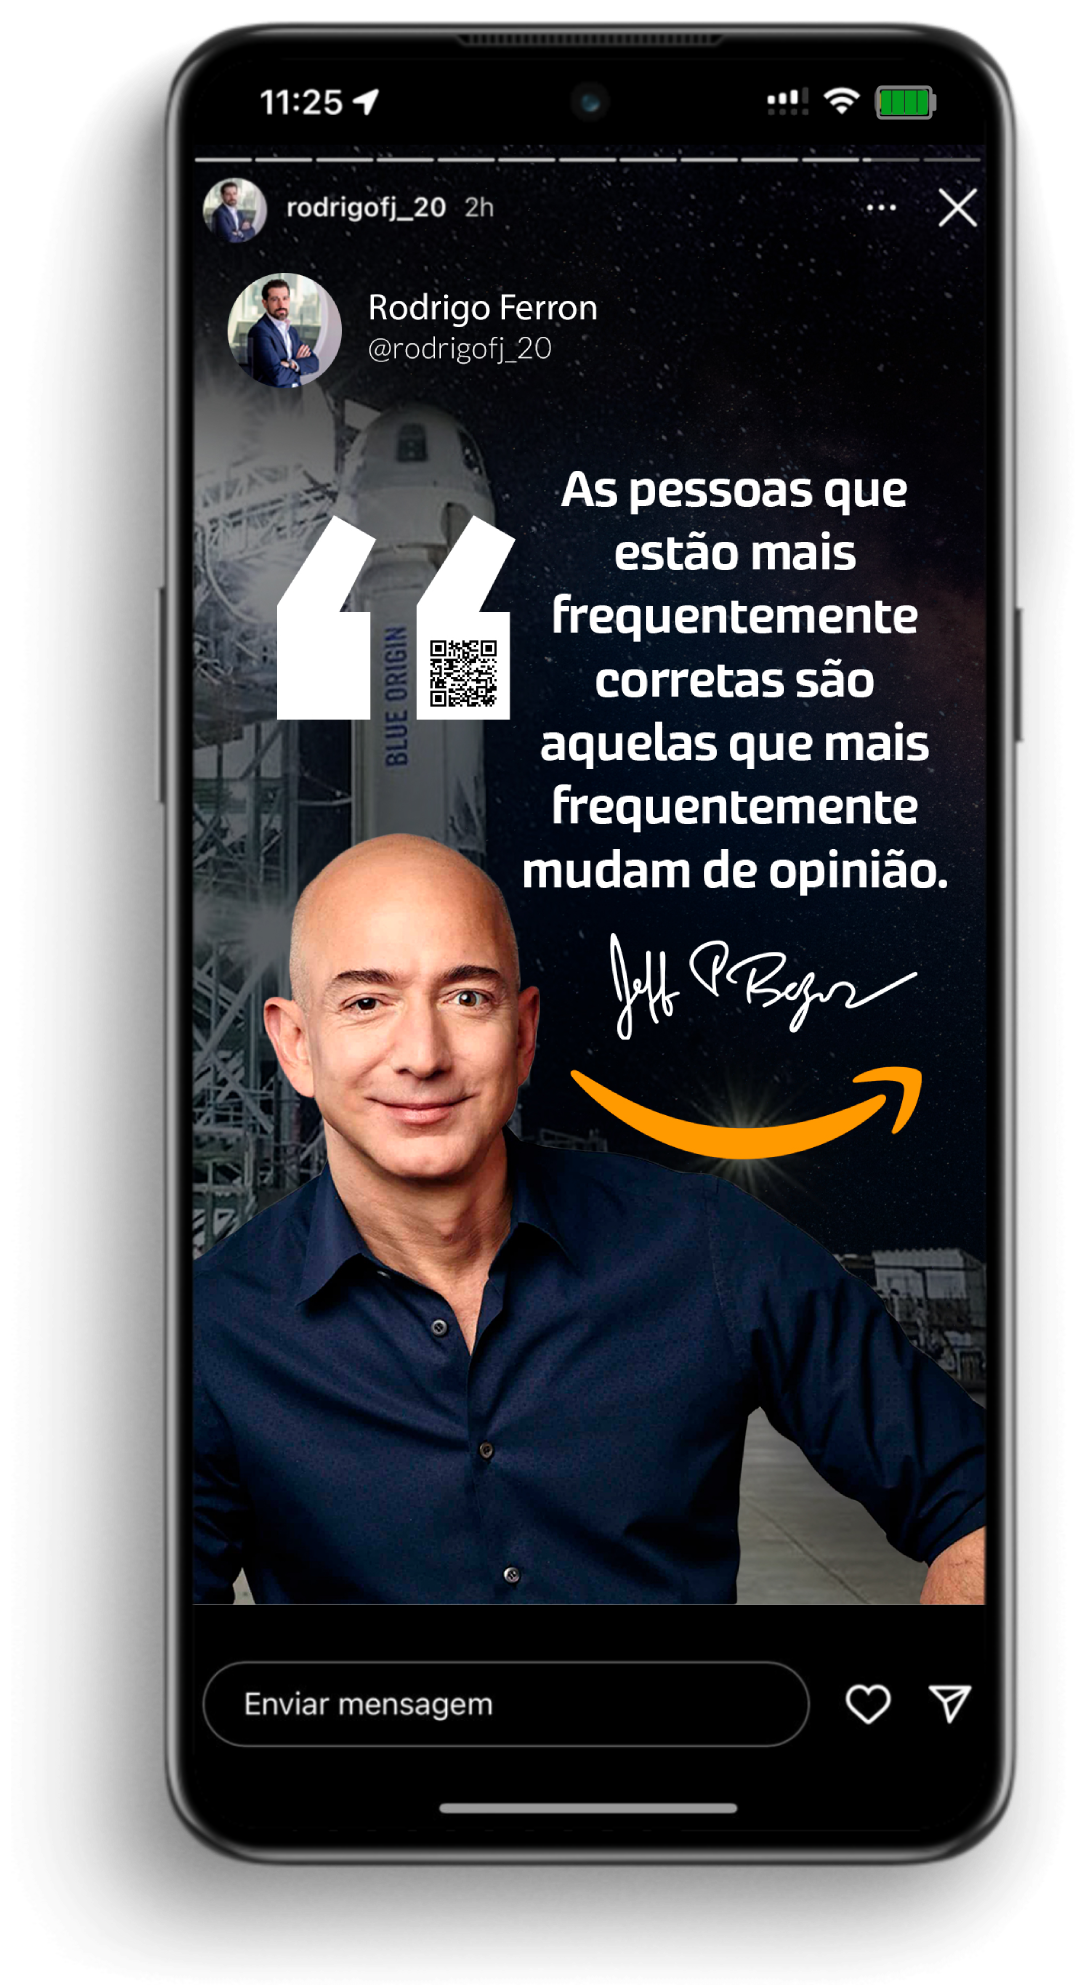 11:25
rodrigofj_20 2h
Rodrigo Ferron
@rodrigofj_20
As pessoas que
estão mais
frequentemente
corretas são
aquelas que mais
frequentemente
mudam de opinião.
BLUE ORIGIN
Jeff P Bezos
Enviar mensagem